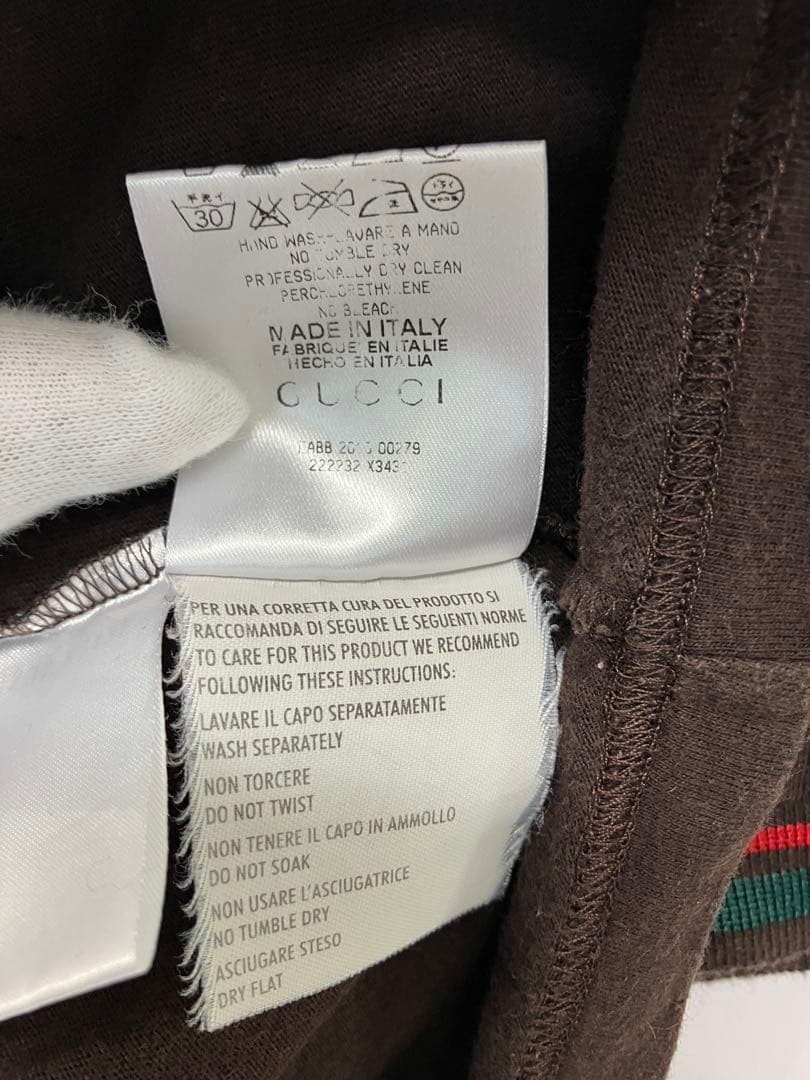 30
HAND WASH-LAVARE A MANO
NO TUMBLE DRY
PROFESSIONALLY DRY CLEAN
PERCHLORETHYLENE
NO BLEACH
MADE IN ITALY
FABRIQUE' EN ITALIE
HECHO EN ITALIA
GUCCI
00279
222232
PER UNA CORRETTA CURA DEL PRODOTTO SI
RACCOMANDA DI SEGUIRE LE SEGUENTI NORME
TO CARE FOR THIS PRODUCT WE RECOMMEND
FOLLOWING THESE INSTRUCTIONS:
LAVARE IL CAPO SEPARATAMENTE
WASH SEPARATELY
NON TORCERE
DO NOT TWIST
NON TENERE IL CAPO IN AMMOLLO
DO NOT SOAK
NON USARE L'ASCIUGATRICE
NO TUMBLE DRY
ASCIUGARE STESO
DRY FLAT